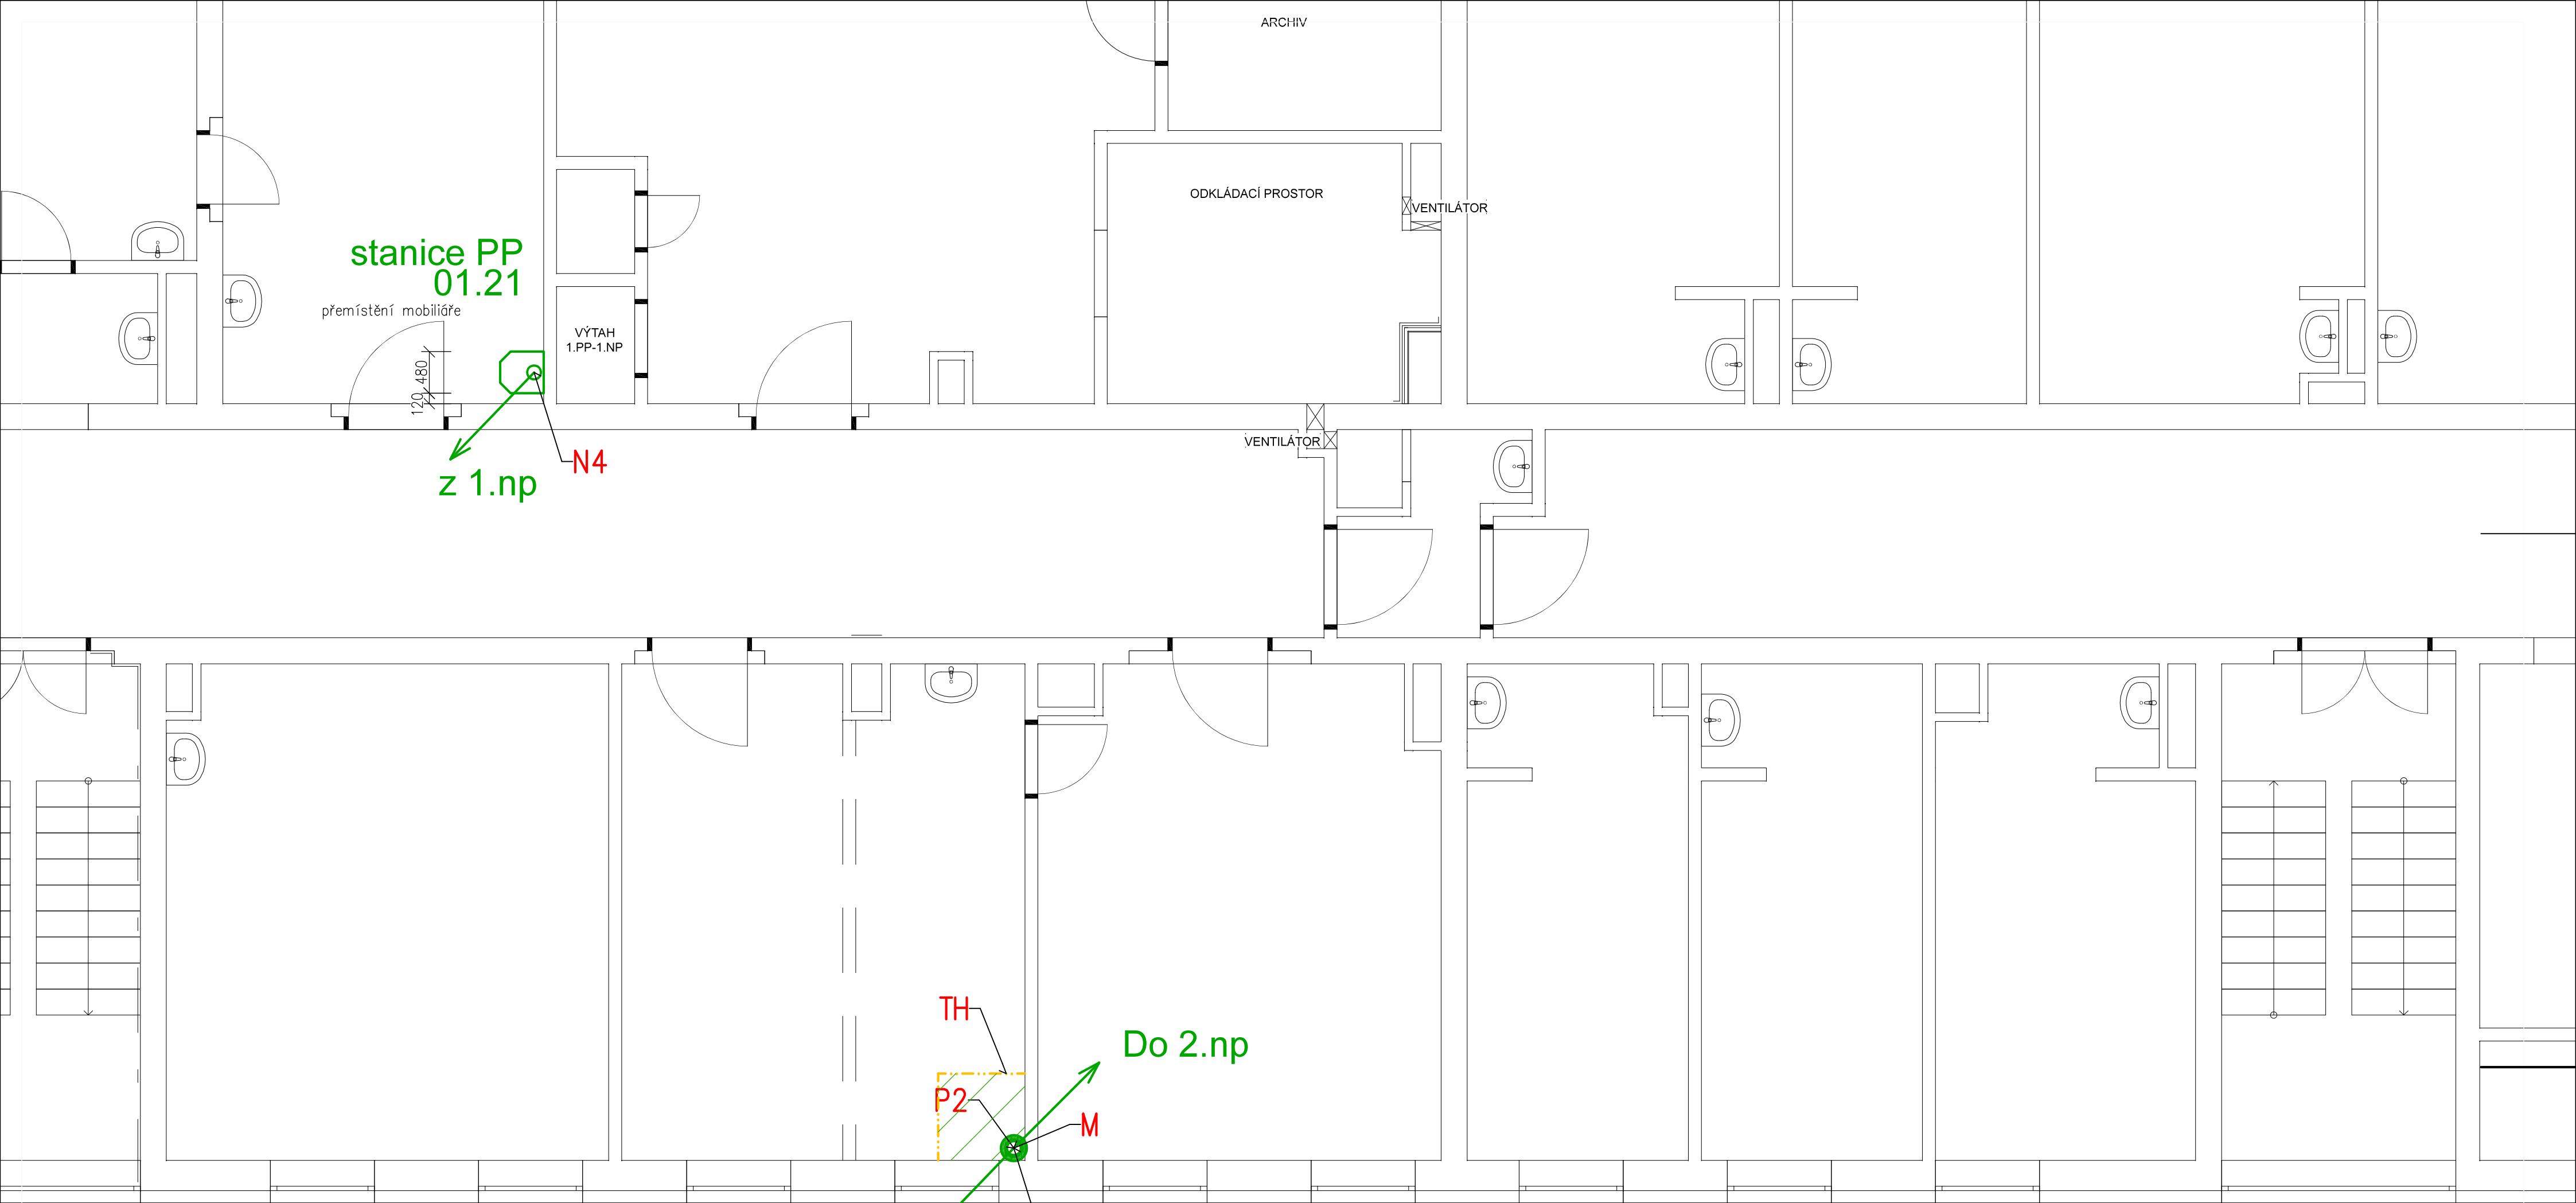 ARCHIV
ODKLÁDACÍ PROSTOR
VENTILÁTOR
stanice PP
01.21
přemístění mobiliáře
VÝTAH
1.PP-1.NP
480
120
VENTILÁTOR
N4
z 1.np
TH
Do 2.np
P2
M